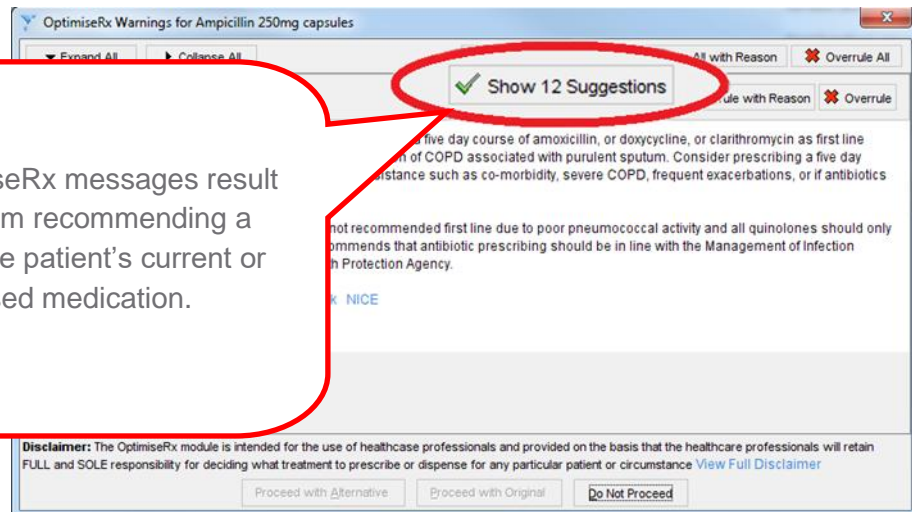 OptimiseRx Warnings for Ampicillin 250mg capsules
Expand All Collapse All All with Reason Overrule All
Show 12 Suggestions
with Reason Overrule
five day course of amoxicillin, or doxycycline, or clarithromycin as first line
of COPD associated with purulent sputum. Consider prescribing a five day
such as co-morbidity, severe COPD, frequent exacerbations, or if antibiotics
messages result
recommending a
patient's current or
medication.
not recommended first line due to poor pneumococcal activity and all quinolones should only
that antibiotic prescribing should be in line with the Management of Infection
Protection Agency.
NICE
Disclaimer: The OptimiseRx module is intended for the use of healthcase professionals and provided on the basis that the healthcare professionals will retain
FULL and SOLE responsibility for deciding what treatment to prescribe or dispense for any particular patient or circumstance View Full Disclaimer
Proceed with Alternative Proceed with Original Do Not Proceed